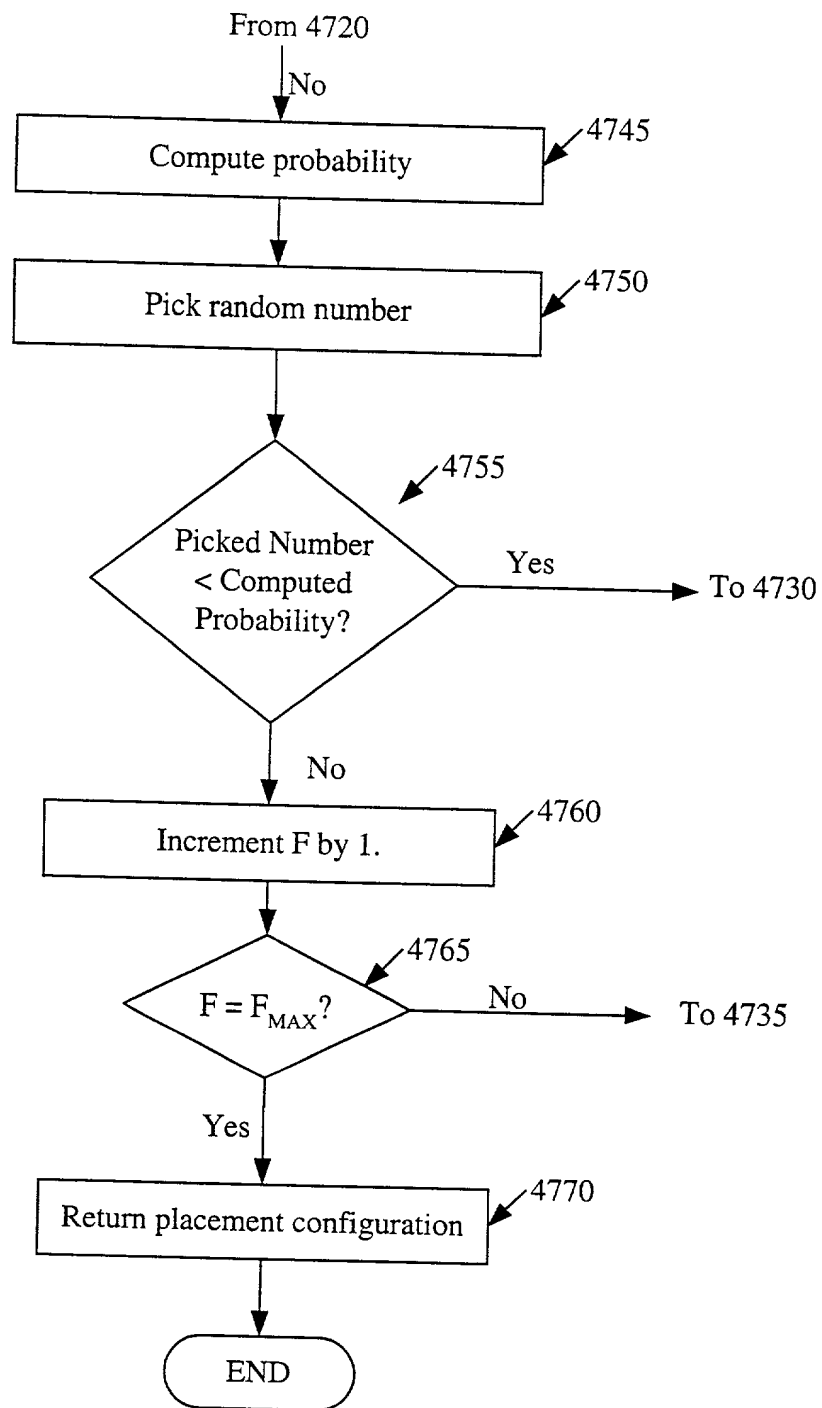 From 4720
No
4745
Compute probability
4750
Pick random number
4755
Picked Number
< Computed
Probability?
Yes
To 4730
No
4760
Increment F by 1.
4765
F = FMAX?
No
To 4735
Yes
4770
Return placement configuration
END